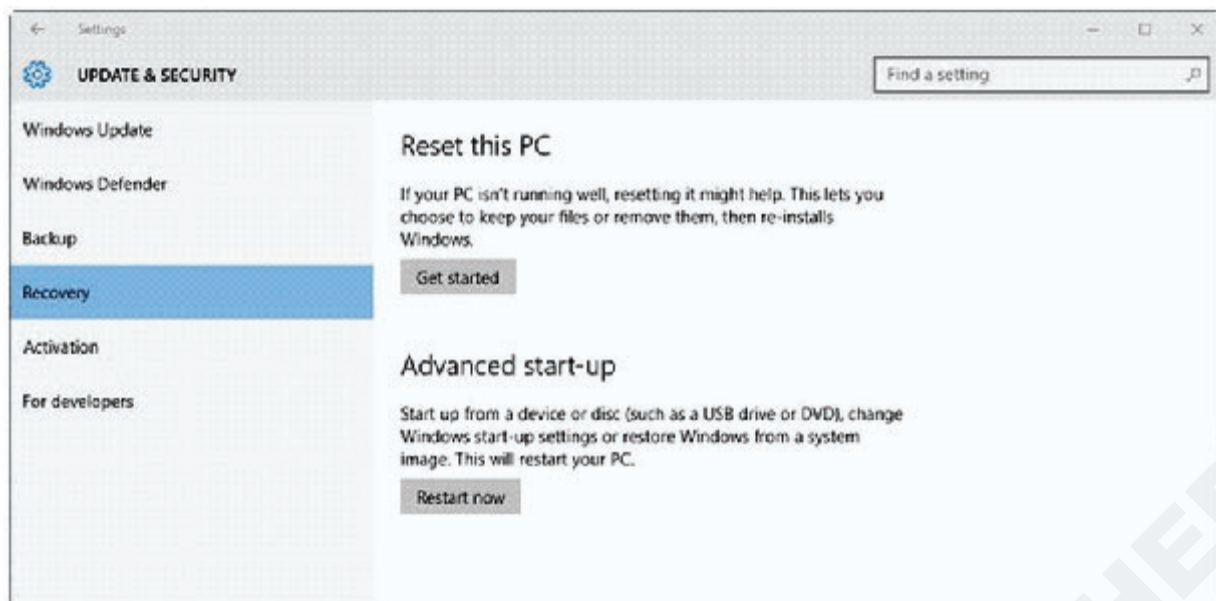 Settings
UPDATE & SECURITY
Find a setting
Windows Update
Windows Defender
Backup
Recovery
Activation
For developers
Reset this PC
If your PC isn't running well, resetting it might help. This lets you
choose to keep your files or remove them, then re-installs
Windows.
Get started
Advanced start-up
Start up from a device or disc (such as a USB drive or DVD), change
Windows start-up settings or restore Windows from a system
image. This will restart your PC.
Restart now